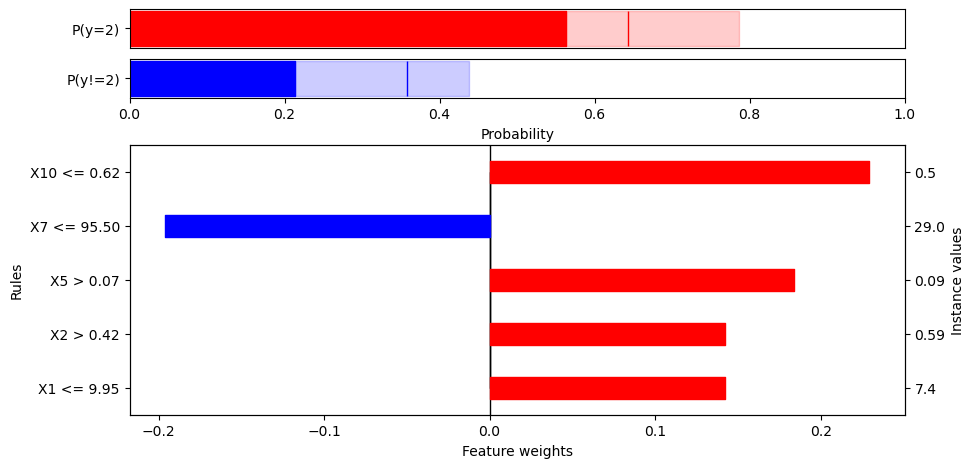 P(y=2)
P(y!=2)
0.0 0.2 0.4 0.6 0.8 1.0
Probability
X10 <= 0.62 0.5
X7 <= 95.50 29.0
X5 > 0.07 0.09
X2 > 0.42 0.59
X1 <= 9.95 7.4
Rules
Instance values
−0.2 −0.1 0.0 0.1 0.2
Feature weights